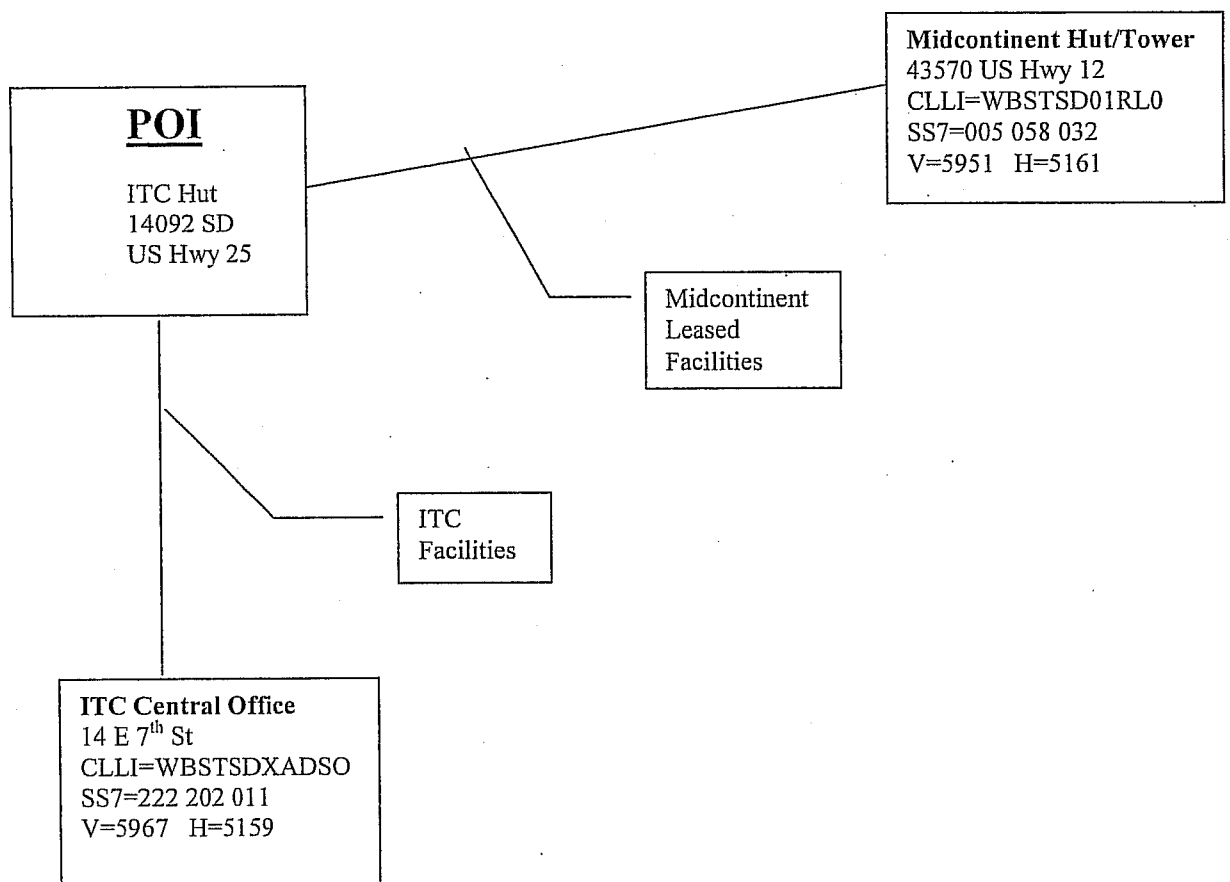 Midcontinent Hut/Tower
43570 US Hwy 12
CLLI=WBSTSD01RL0
SS7=005 058 032
V=5951 H=5161
POI
ITC Hut
14092 SD
US Hwy 25
Midcontinent
Leased
Facilities
ITC
Facilities
ITC Central Office
14 E 7th St
CLLI=WBSTSDXADSO
SS7=222 202 011
V=5967 H=5159